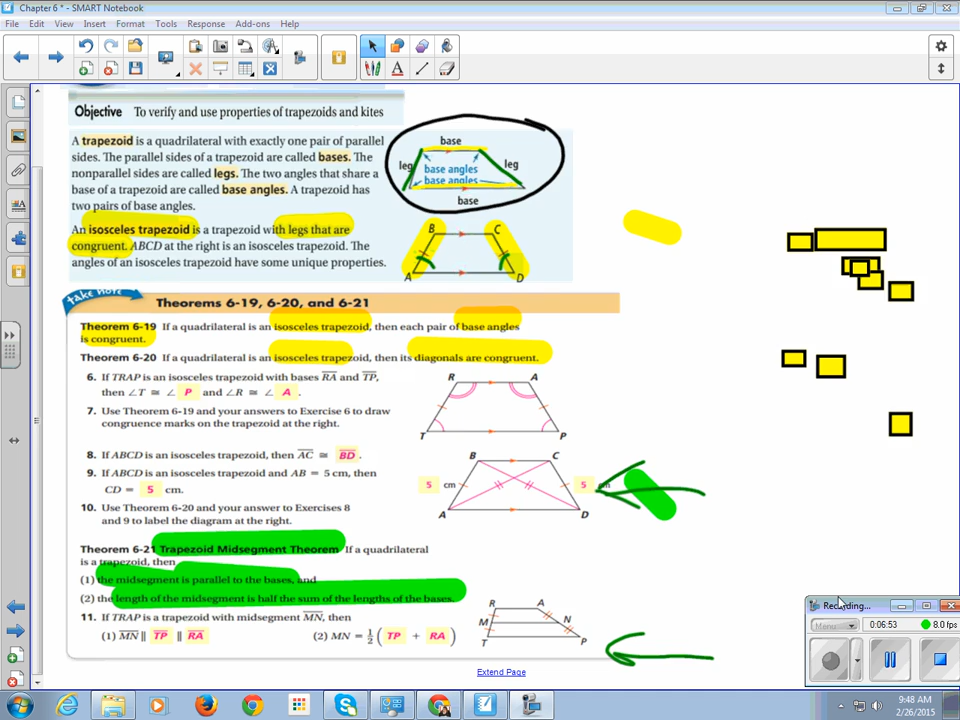 Chapter 6 * - SMART Notebook
File Edit View Insert Format Tools Response Add-ons Help
Objective To verify and use properties of trapezoids and kites
A trapezoid is a quadrilateral with exactly one pair of parallel
sides. The parallel sides of a trapezoid are called bases. The
nonparallel sides are called legs. The two angles that share a
base of a trapezoid are called base angles. A trapezoid has
two pairs of base angles.
base
leg
leg
base angles
base angles
base
An isosceles trapezoid is a trapezoid with legs that are
congruent. ABCD at the right is an isosceles trapezoid. The
angles of an isosceles trapezoid have some unique properties.
B C
A D
take note Theorems 6-19, 6-20, and 6-21
Theorem 6-19 If a quadrilateral is an isosceles trapezoid, then each pair of base angles
is congruent.
Theorem 6-20 If a quadrilateral is an isosceles trapezoid, then its diagonals are congruent.
6. If TRAP is an isosceles trapezoid with bases RA and TP,
then ∠T ≅ ∠ P and ∠R ≅ ∠ A .
7. Use Theorem 6-19 and your answers to Exercise 6 to draw
congruence marks on the trapezoid at the right.
R A
T P
8. If ABCD is an isosceles trapezoid, then AC ≅ BD.
9. If ABCD is an isosceles trapezoid and AB = 5 cm, then
CD = 5 cm.
10. Use Theorem 6-20 and your answer to Exercises 8
and 9 to label the diagram at the right.
B C
5 cm 5 cm
A D
Theorem 6-21 Trapezoid Midsegment Theorem If a quadrilateral
is a trapezoid, then
(1) the midsegment is parallel to the bases, and
(2) the length of the midsegment is half the sum of the lengths of the bases.
11. If TRAP is a trapezoid with midsegment MN, then
(1) MN ∥ TP ∥ RA (2) MN = 1/2 ( TP + RA )
R A
M N
T P
Extend Page
Recording...
Menu
0:06:53 8.0 fps
9:48 AM
2/26/2015